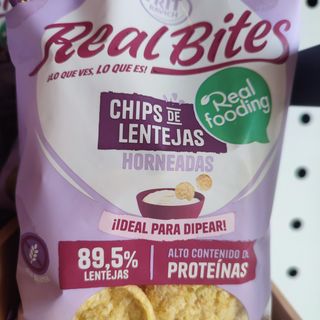 Real Bites
¡LO QUE VES, LO QUE ES!
CHIPS DE
LENTEJAS
HORNEADAS
Real
fooding
¡IDEAL PARA DIPEAR!
89,5%
LENTEJAS
ALTO CONTENIDO DE
PROTEÍNAS